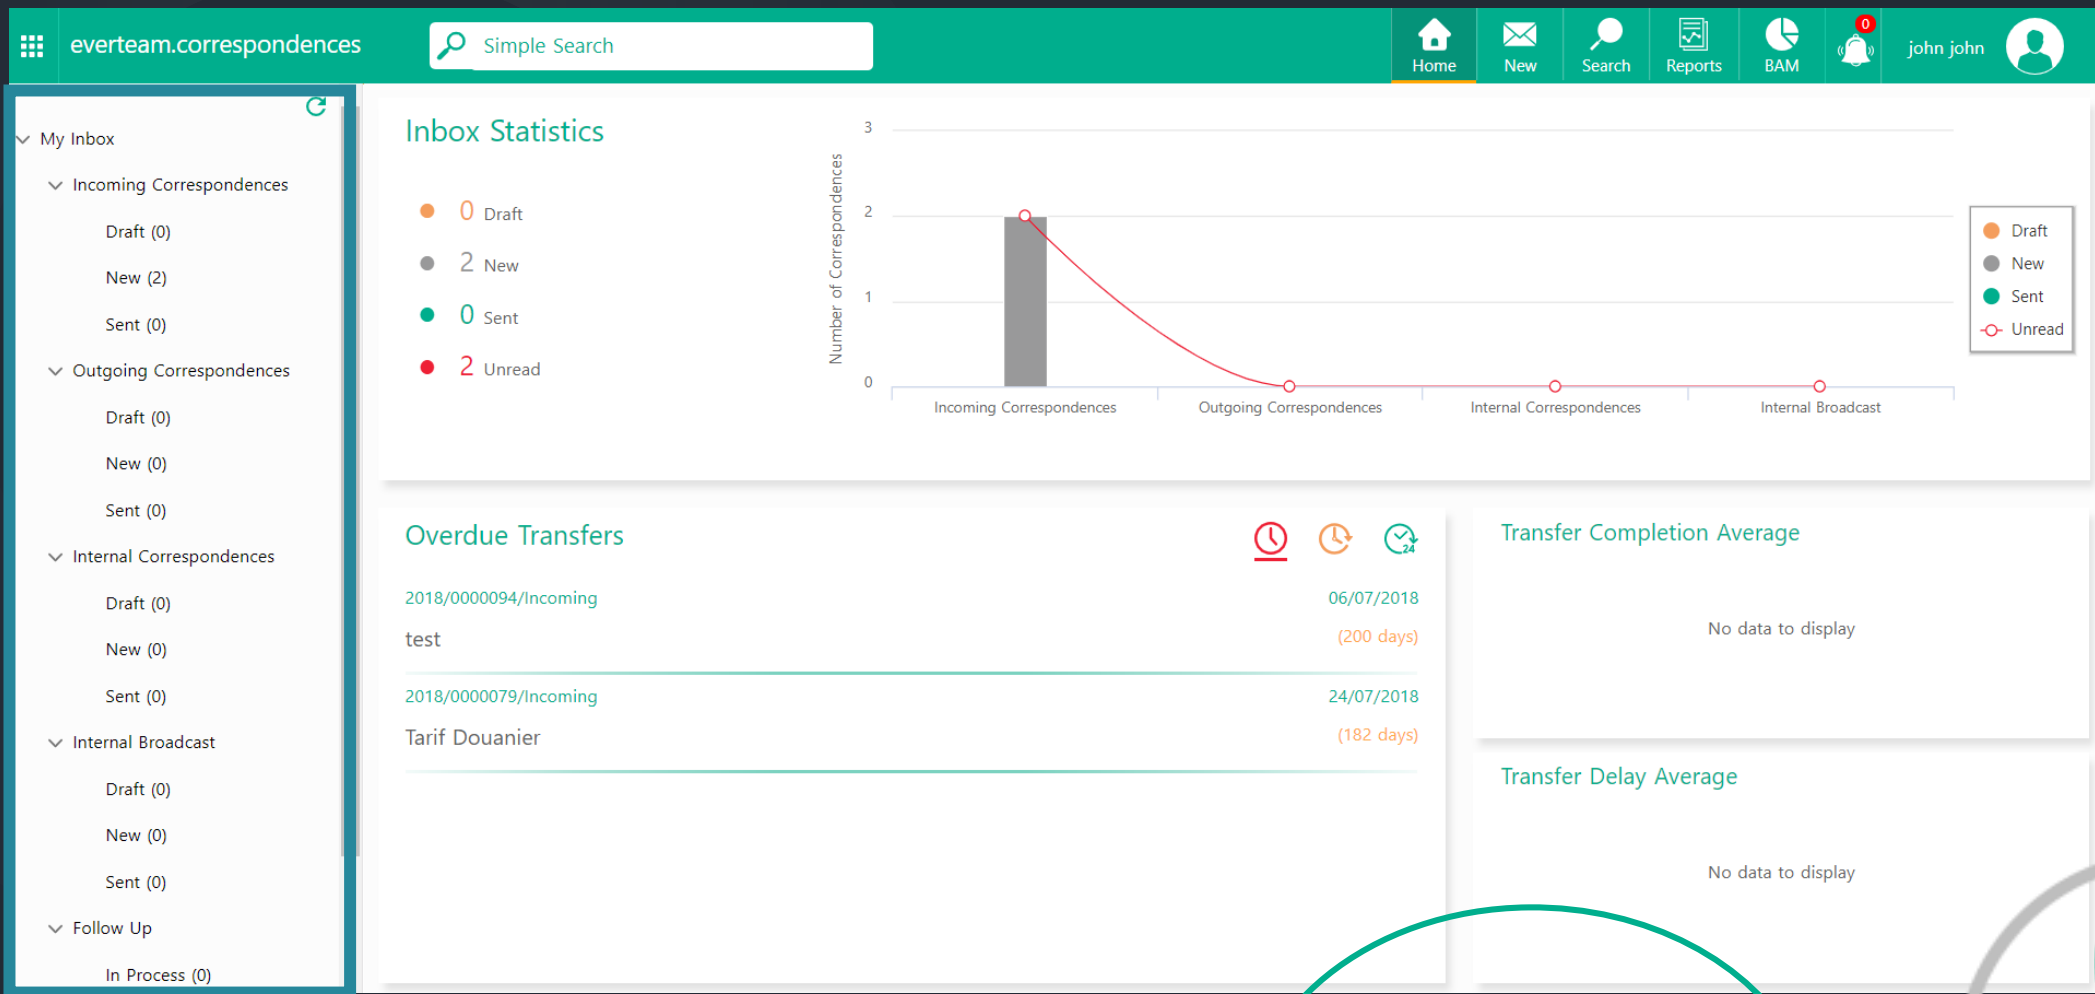 everteam.correspondences
Simple Search
Home
New
Search
Reports
BAM
0
john john
My Inbox
Incoming Correspondences
Draft (0)
New (2)
Sent (0)
Outgoing Correspondences
Draft (0)
New (0)
Sent (0)
Internal Correspondences
Draft (0)
New (0)
Sent (0)
Internal Broadcast
Draft (0)
New (0)
Sent (0)
Follow Up
In Process (0)
Inbox Statistics
0 Draft
2 New
0 Sent
2 Unread
Number of Correspondences
3
2
1
0
Incoming Correspondences
Outgoing Correspondences
Internal Correspondences
Internal Broadcast
Draft
New
Sent
Unread
Overdue Transfers
24
2018/0000094/Incoming 06/07/2018
test (200 days)
2018/0000079/Incoming 24/07/2018
Tarif Douanier (182 days)
Transfer Completion Average
No data to display
Transfer Delay Average
No data to display